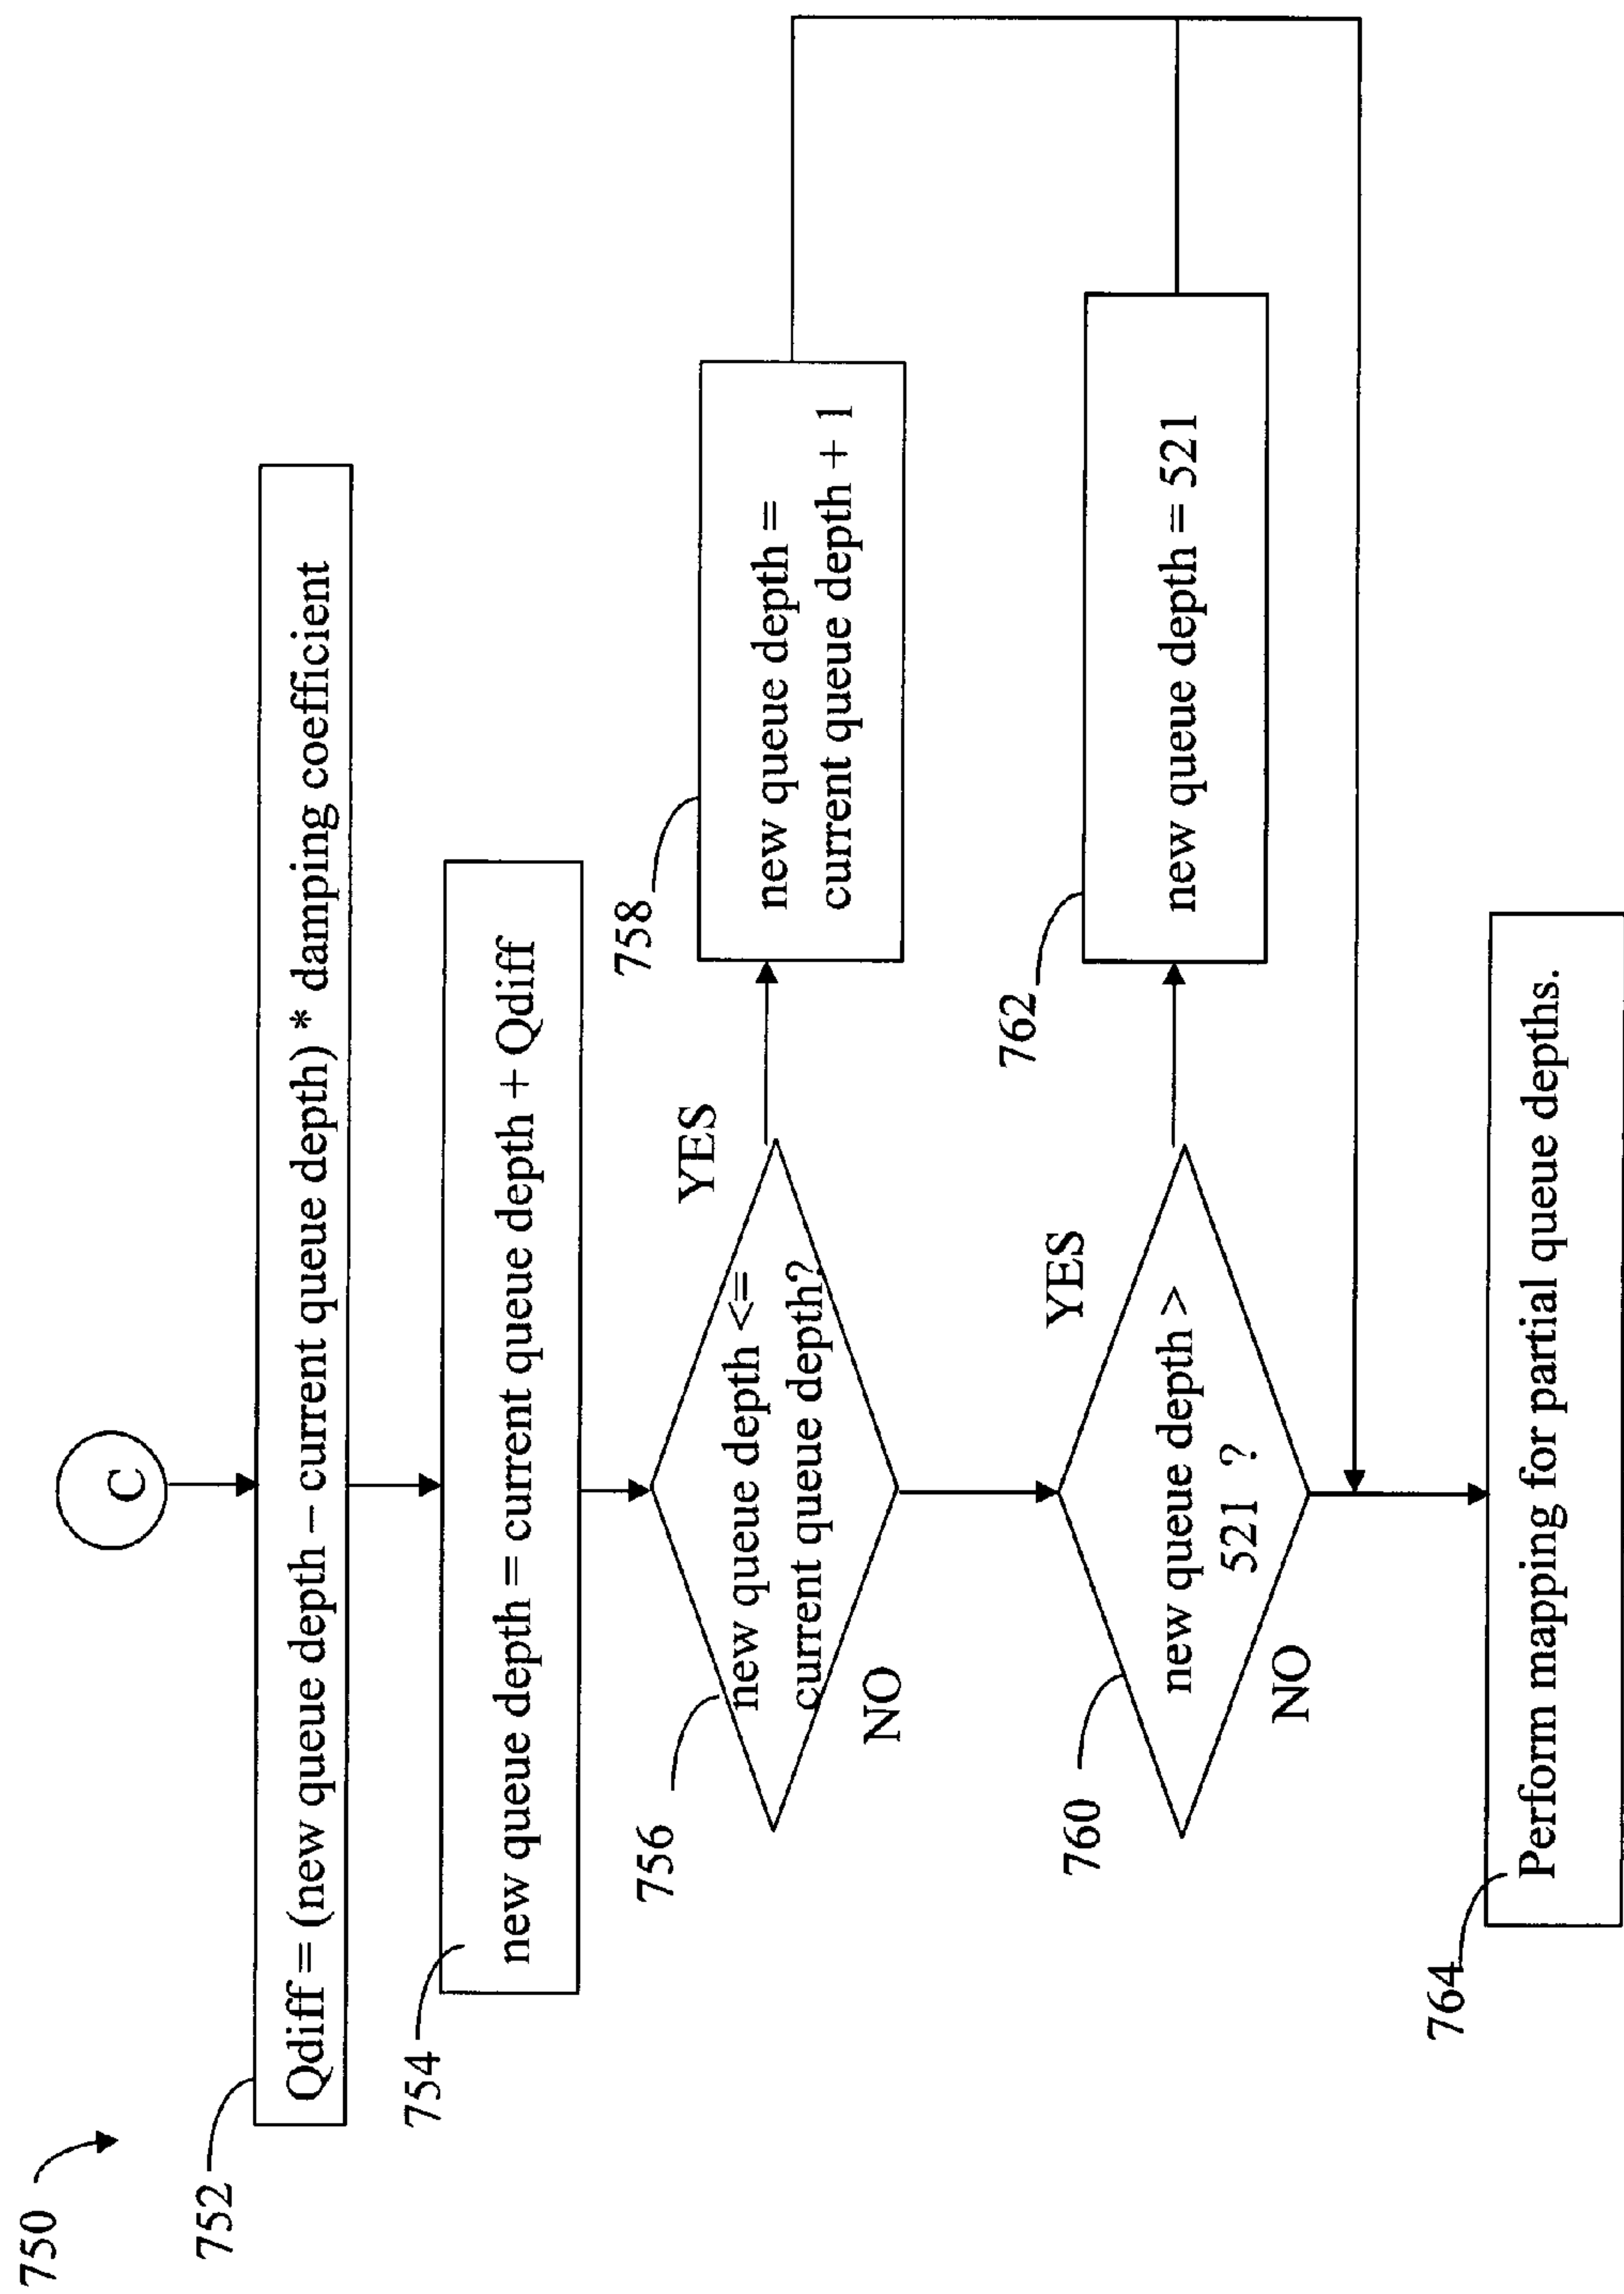 750
C
752
Qdiff = (new queue depth – current queue depth) * damping coefficient
754
new queue depth = current queue depth + Qdiff
756
new queue depth <=
current queue depth?
YES
NO
758
new queue depth =
current queue depth + 1
760
new queue depth >
521 ?
YES
NO
762
new queue depth = 521
764
Perform mapping for partial queue depths.